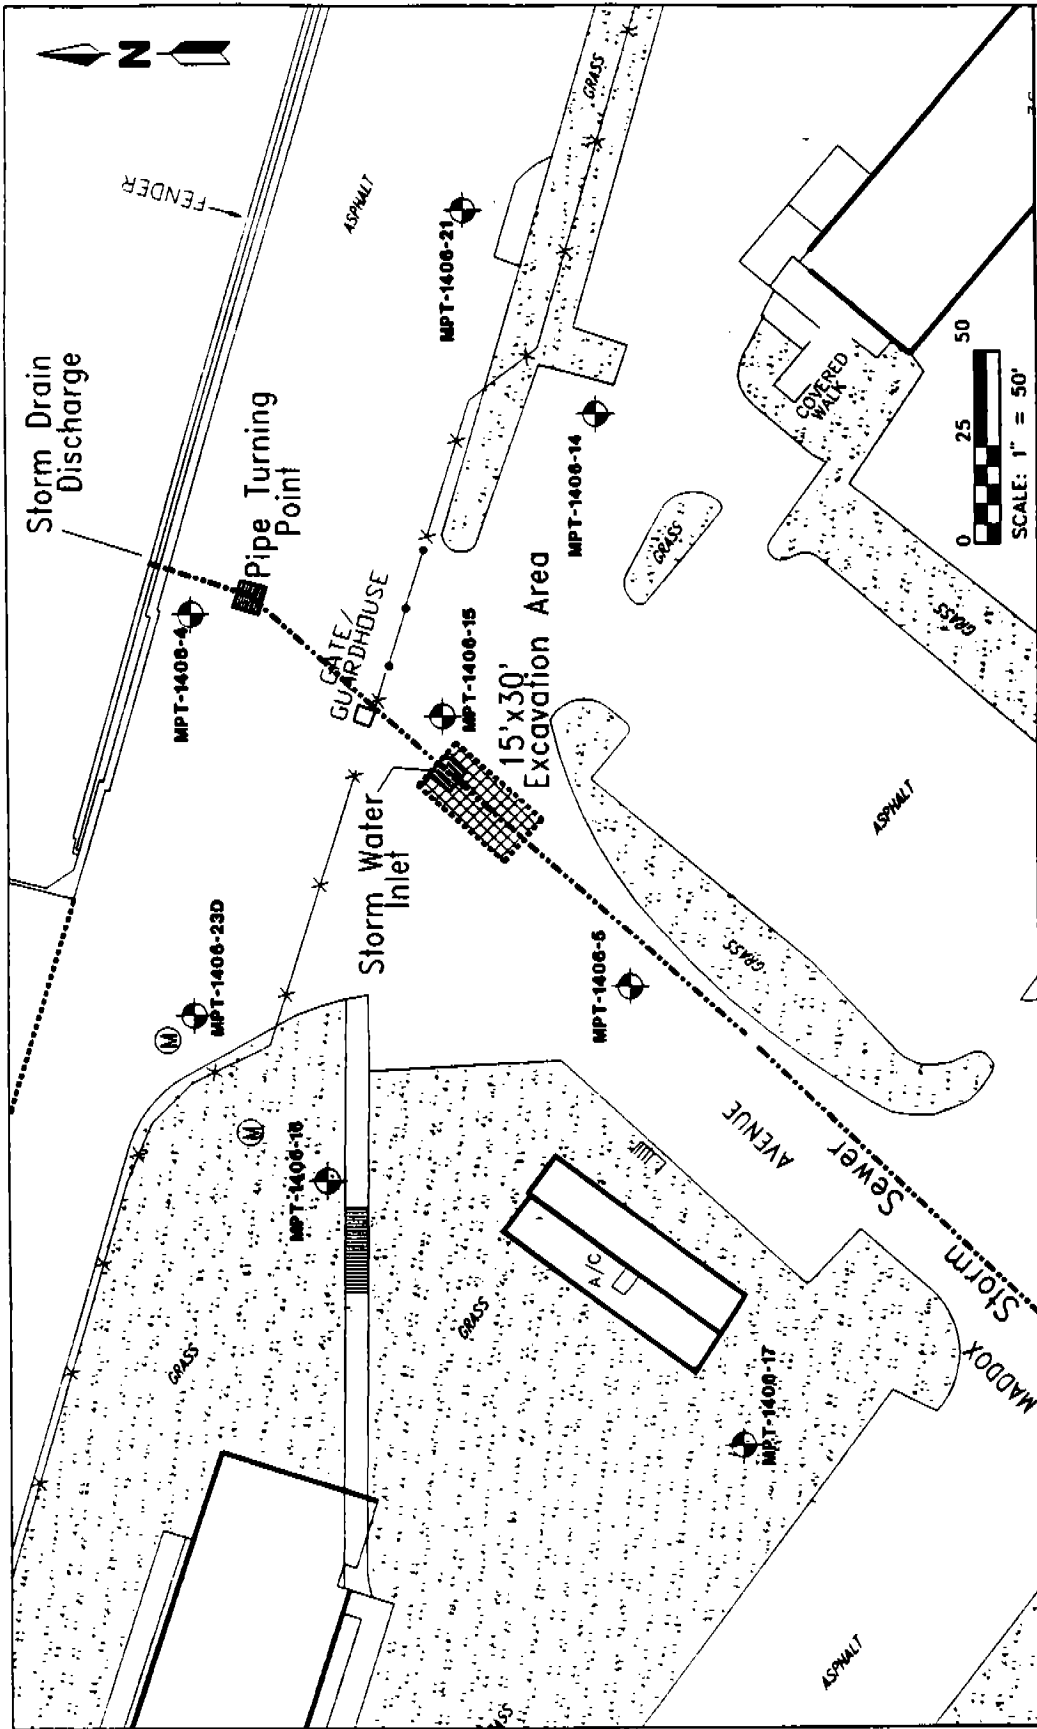 N
FENDER
ASPHALT
GRASS
Storm Drain
Discharge
Pipe Turning
Point
MPT-1406-21
MPT-1406-4
GATE/
GUARDHOUSE
MPT-1406-14
MPT-1406-15
15'x30'
Excavation Area
Storm Water
Inlet
MPT-1406-23D
M
M
MPT-1406-16
MPT-1406-5
GRASS
COVERED
WALK
GRASS
GRASS
ASPHALT
GRASS
GRASS
A/C
AVENUE
Sewer
Storm
MADDOX
MPT-1406-17
ASPHALT
0 25 50
SCALE: 1" = 50'